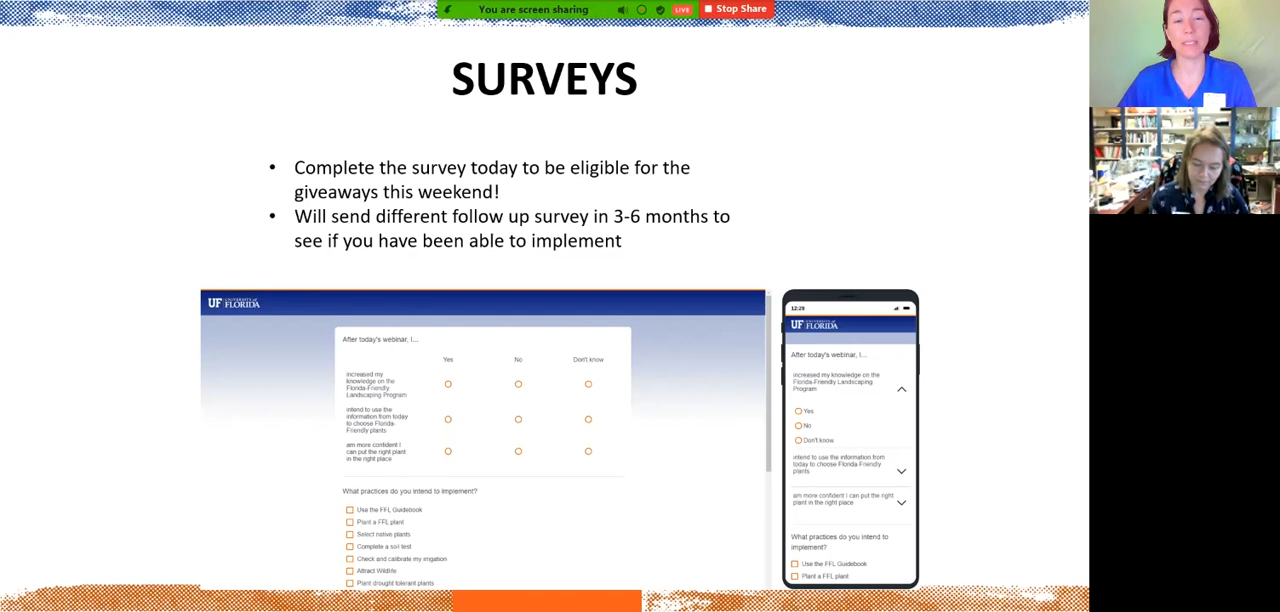 You are screen sharing
LIVE
Stop Share
SURVEYS
• Complete the survey today to be eligible for the
giveaways this weekend!
• Will send different follow up survey in 3-6 months to
see if you have been able to implement
UF UNIVERSITY of
FLORIDA
After today's webinar, I...
Yes No Don't know
increased my
knowledge on the
Florida-Friendly
Landscaping Program
intend to use the
information from today
to choose Florida-
Friendly plants
am more confident I
can put the right plant
in the right place
What practices do you intend to implement?
Use the FFL Guidebook
Plant a FFL plant
Select native plants
Complete a soil test
Check and calibrate my irrigation
Attract Wildlife
Plant drought tolerant plants
12:29
UF UNIVERSITY of
FLORIDA
After today's webinar, I...
increased my knowledge on the
Florida-Friendly Landscaping
Program
Yes
No
Don't know
intend to use the information from
today to choose Florida-Friendly
plants
am more confident I can put the right
plant in the right place
What practices do you intend to
implement?
Use the FFL Guidebook
Plant a FFL plant